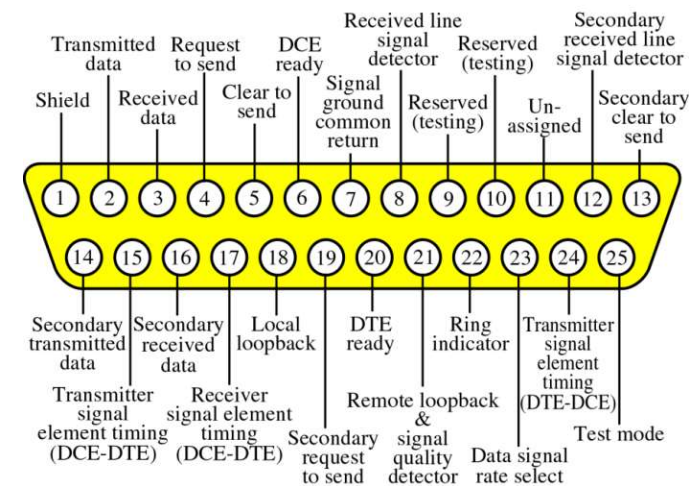 Shield
Transmitted
data
Received
data
Request
to send
Clear to
send
DCE
ready
Signal
ground
common
return
Received line
signal
detector
Reserved
(testing)
Reserved
(testing)
Un-
assigned
Secondary
received line
signal detector
Secondary
clear to
send
1 2 3 4 5 6 7 8 9 10 11 12 13
14 15 16 17 18 19 20 21 22 23 24 25
Secondary
transmitted
data
Transmitter
signal
element timing
(DCE-DTE)
Secondary
received
data
Receiver
signal element
timing
(DCE-DTE)
Local
loopback
Secondary
request
to send
DTE
ready
Remote loopback
&
signal
quality
detector
Ring
indicator
Data signal
rate select
Transmitter
signal
element
timing
(DTE-DCE)
Test mode